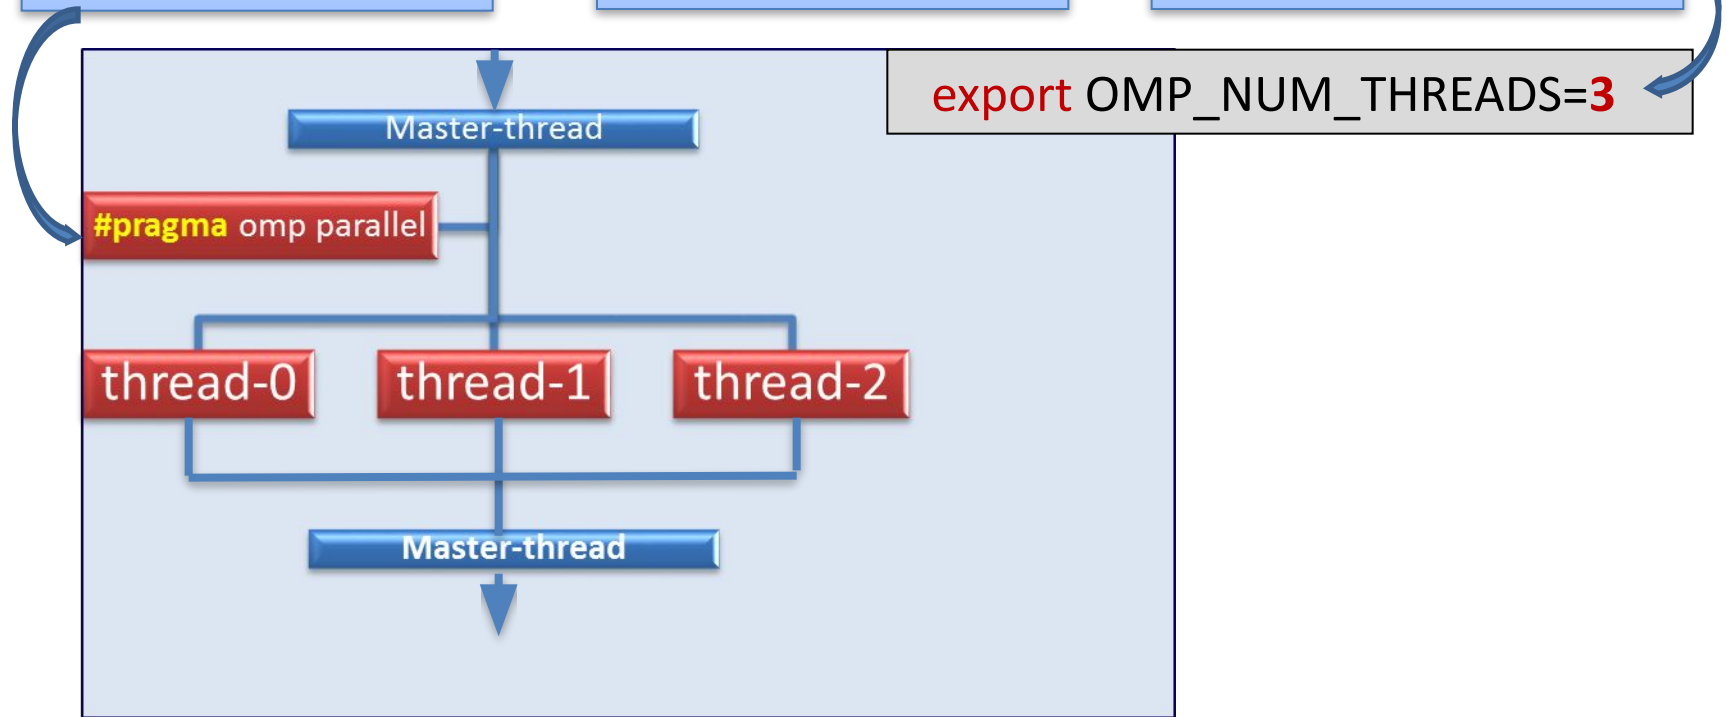 export OMP_NUM_THREADS=3
Master-thread
#pragma omp parallel
thread-0 thread-1 thread-2
Master-thread